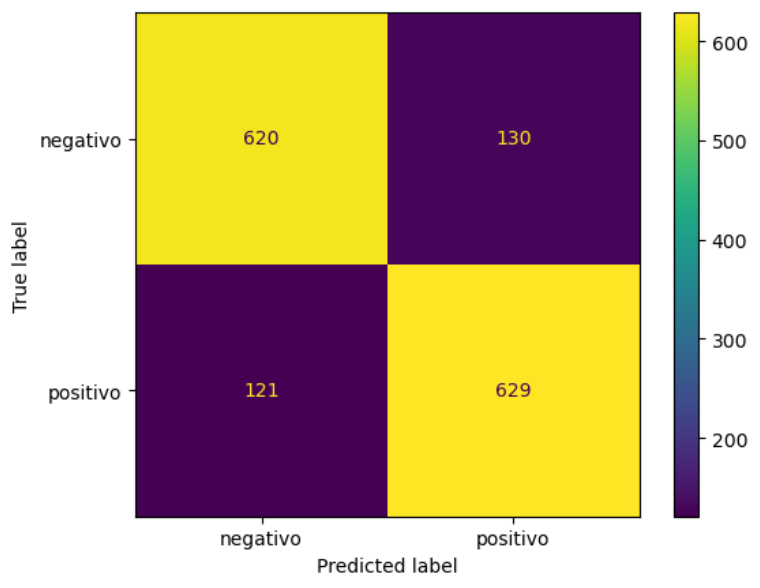 True label
negativo
620
130
positivo
121
629
negativo
positivo
Predicted label
600
500
400
300
200